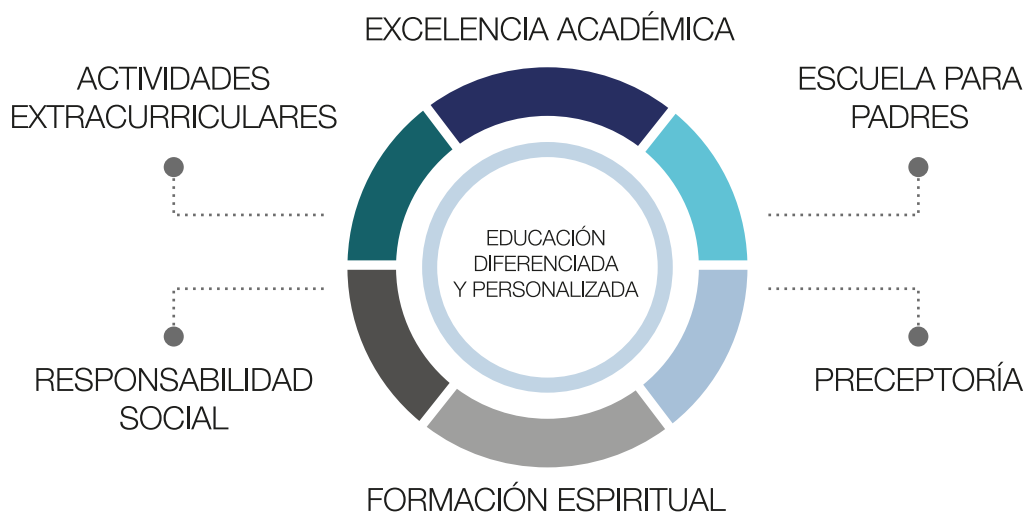 EXCELENCIA ACADÉMICA
ACTIVIDADES
EXTRACURRICULARES
ESCUELA PARA
PADRES
EDUCACIÓN
DIFERENCIADA
Y PERSONALIZADA
RESPONSABILIDAD
SOCIAL
PRECEPTORÍA
FORMACIÓN ESPIRITUAL